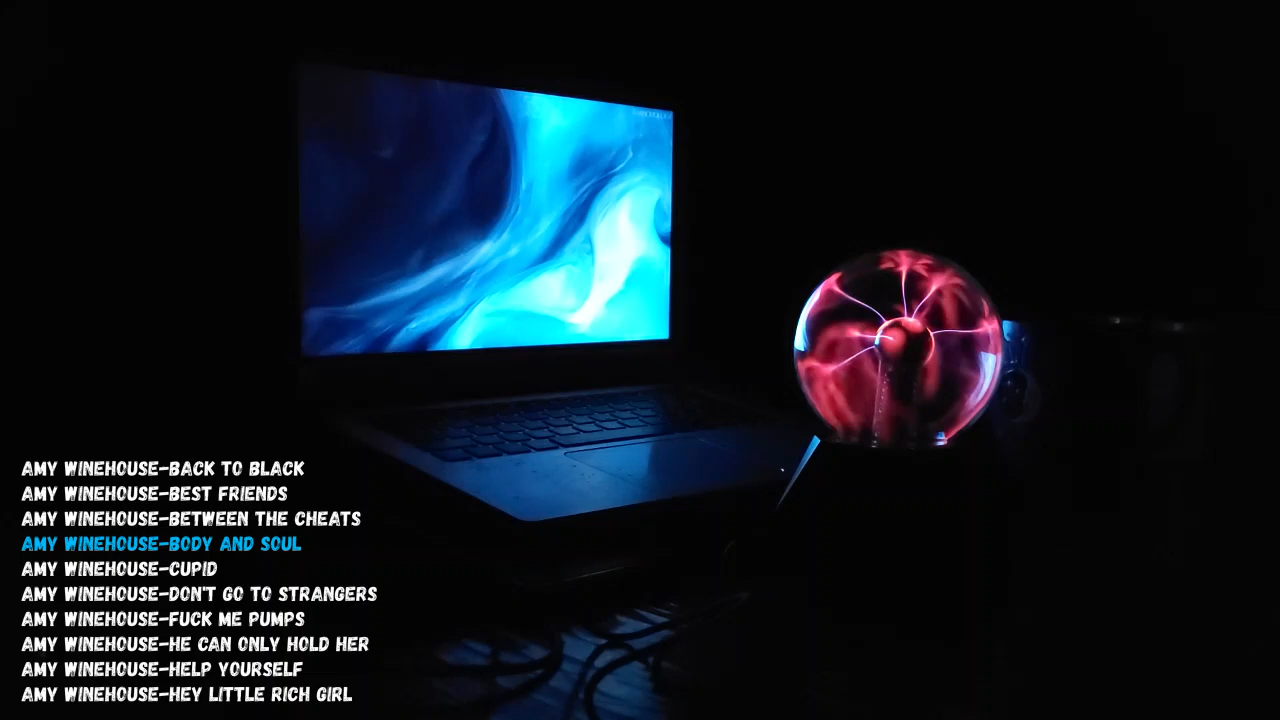 AMY WINEHOUSE-BACK TO BLACK
AMY WINEHOUSE-BEST FRIENDS
AMY WINEHOUSE-BETWEEN THE CHEATS
AMY WINEHOUSE-BODY AND SOUL
AMY WINEHOUSE-CUPID
AMY WINEHOUSE-DON'T GO TO STRANGERS
AMY WINEHOUSE-FUCK ME PUMPS
AMY WINEHOUSE-HE CAN ONLY HOLD HER
AMY WINEHOUSE-HELP YOURSELF
AMY WINEHOUSE-HEY LITTLE RICH GIRL